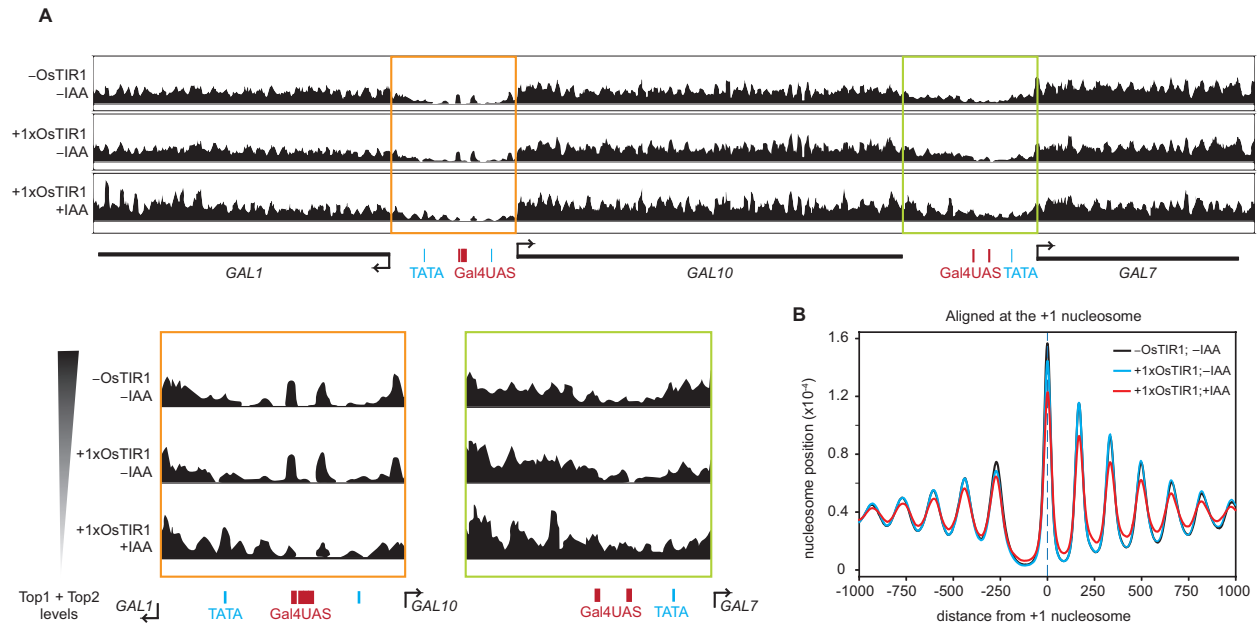 A
−OsTIR1
−IAA
+1xOsTIR1
−IAA
+1xOsTIR1
+IAA
GAL1
TATA
Gal4UAS
GAL10
Gal4UAS
TATA
GAL7
−OsTIR1
−IAA
+1xOsTIR1
−IAA
+1xOsTIR1
+IAA
Top1 + Top2
levels
GAL1
TATA
Gal4UAS
GAL10
Gal4UAS
TATA
GAL7
B
Aligned at the +1 nucleosome
−OsTIR1; −IAA
+1xOsTIR1;−IAA
+1xOsTIR1;+IAA
nucleosome position (x10⁻⁴)
1.6
1.2
0.8
0.4
0
-1000 -750 -500 -250 0 250 500 750 1000
distance from +1 nucleosome